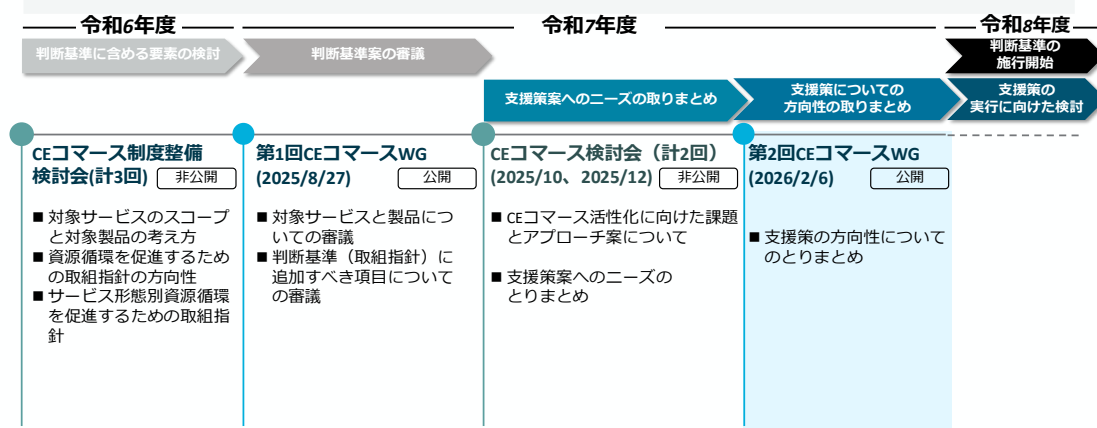 令和6年度
令和7年度
令和8年度
判断基準に含める要素の検討
判断基準案の審議
判断基準の
施行開始
支援策案へのニーズの取りまとめ
支援策についての
方向性の取りまとめ
支援策の
実行に向けた検討
CEコマース制度整備
検討会(計3回) 非公開
■対象サービスのスコープ
と対象製品の考え方
■資源循環を促進するため
の取組指針の方向性
■サービス形態別資源循環
を促進するための取組指
針
第1回CEコマースWG
(2025/8/27) 公開
■対象サービスと製品につ
いての審議
■判断基準（取組指針）に
追加すべき項目について
の審議
CEコマース検討会（計2回）
(2025/10、2025/12) 非公開
■CEコマース活性化に向けた課題
とアプローチ案について
■支援策案へのニーズの
とりまとめ
第2回CEコマースWG
(2026/2/6) 公開
■支援策の方向性について
のとりまとめ